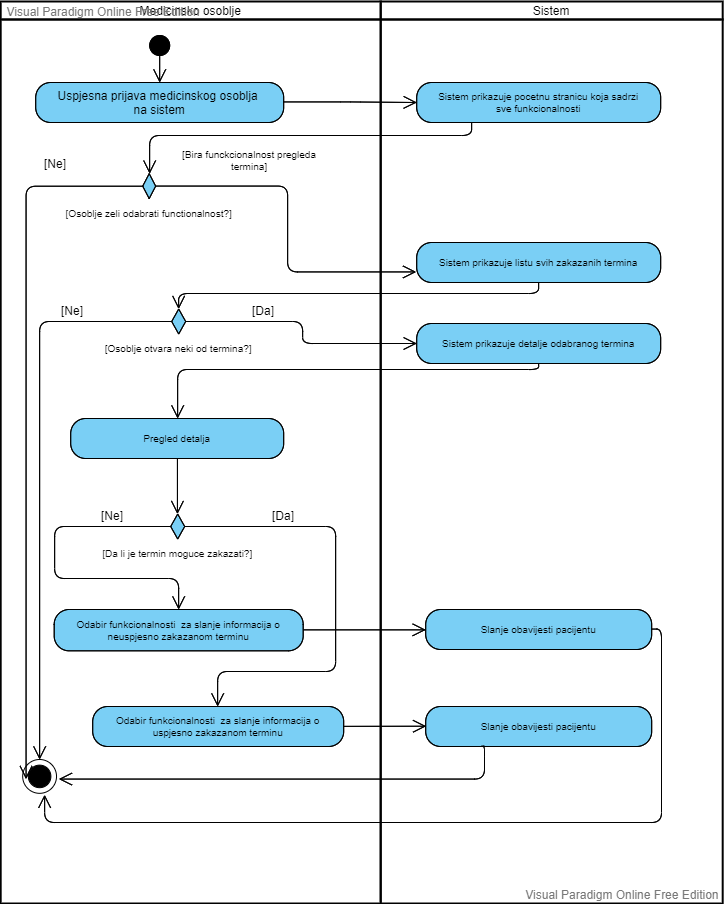 Visual Paradigm Online Free Edition
Medicinsko osoblje
Sistem
Uspjesna prijava medicinskog osoblja
na sistem
Sistem prikazuje pocetnu stranicu koja sadrzi
sve funkcionalnosti
[Ne]
[Bira funckcionalnost pregleda
termina]
[Osoblje zeli odabrati functionalnost?]
Sistem prikazuje listu svih zakazanih termina
[Ne]
[Da]
[Osoblje otvara neki od termina?]
Sistem prikazuje detalje odabranog termina
Pregled detalja
[Ne]
[Da]
[Da li je termin moguce zakazati?]
Odabir funkcionalnosti  za slanje informacija o
neuspjesno zakazanom terminu
Slanje obavijesti pacijentu
Odabir funkcionalnosti  za slanje informacija o
uspjesno zakazanom terminu
Slanje obavijesti pacijentu
Visual Paradigm Online Free Edition